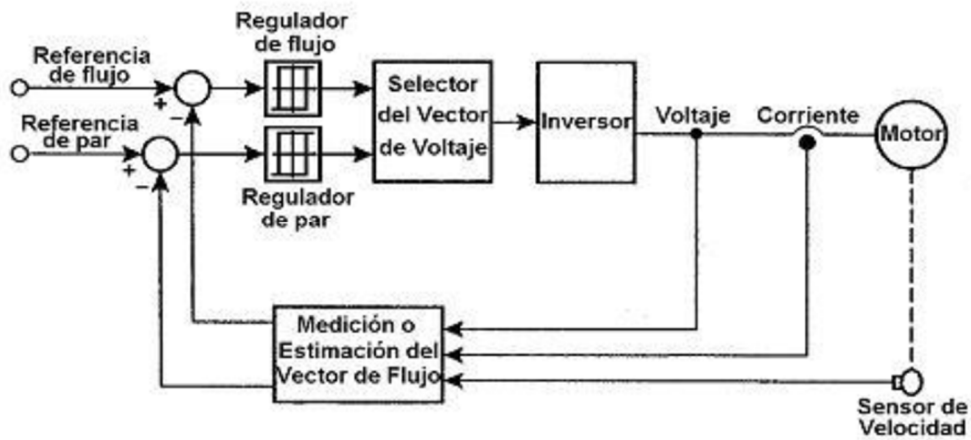 Regulador
de flujo
Referencia
de flujo
+
−
Referencia
de par
+
−
Regulador
de par
Selector
del Vector
de Voltaje
Inversor
Voltaje
Corriente
Motor
Medición o
Estimación del
Vector de Flujo
Sensor de
Velocidad